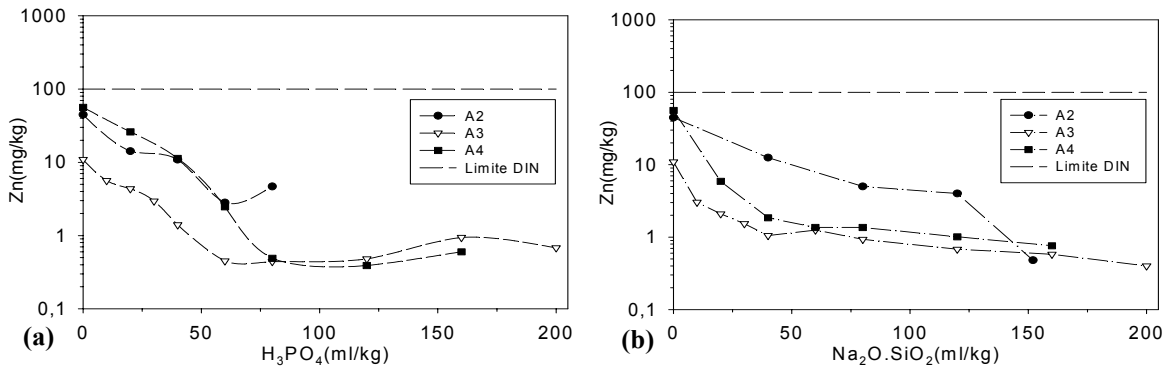 1000
100
10
1
0,1
Zn(mg/kg)
A2
A3
A4
Limite DIN
0 50 100 150 200
(a)
H₃PO₄(ml/kg)
1000
100
10
1
0,1
Zn(mg/kg)
A2
A3
A4
Limite DIN
0 50 100 150 200
(b)
Na₂O.SiO₂(ml/kg)